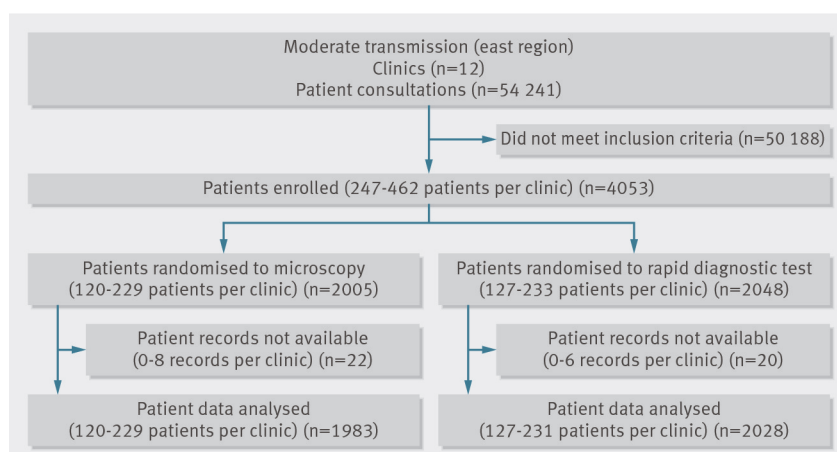 Moderate transmission (east region)
Clinics (n=12)
Patient consultations (n=54 241)
Did not meet inclusion criteria (n=50 188)
Patients enrolled (247-462 patients per clinic) (n=4053)
Patients randomised to microscopy
(120-229 patients per clinic) (n=2005)
Patients randomised to rapid diagnostic test
(127-233 patients per clinic) (n=2048)
Patient records not available
(0-8 records per clinic) (n=22)
Patient records not available
(0-6 records per clinic) (n=20)
Patient data analysed
(120-229 patients per clinic) (n=1983)
Patient data analysed
(127-231 patients per clinic) (n=2028)